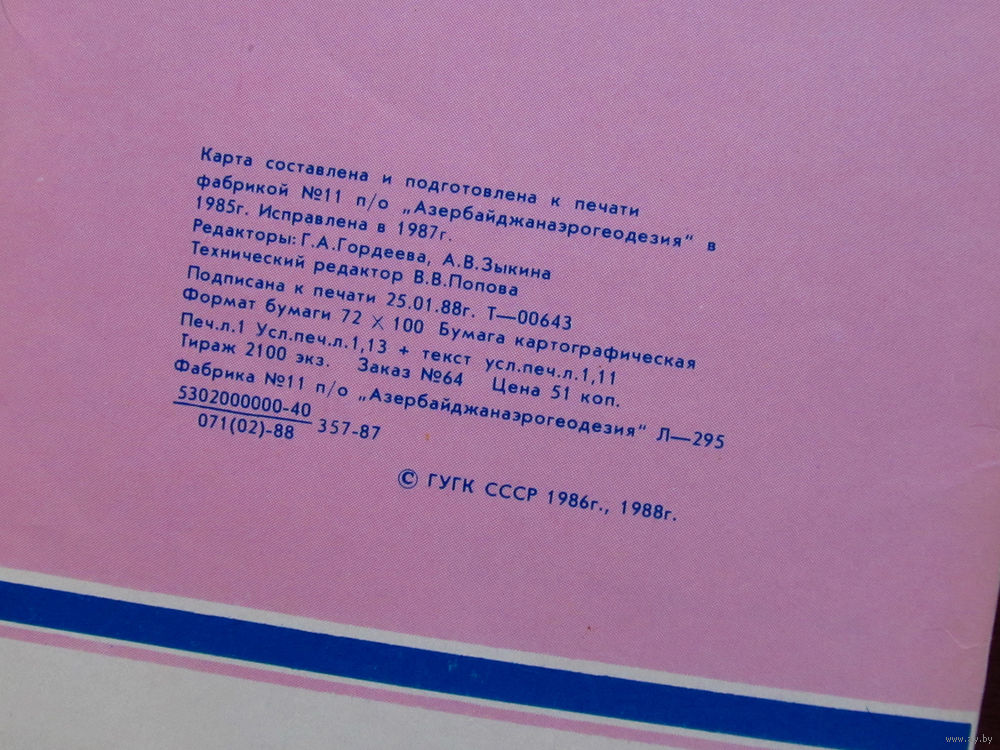 Карта составлена и подготовлена к печати
фабрикой №11 п/о „Азербайджанаэрогеодезия" в
1985г. Исправлена в 1987г.
Редакторы: Г.А.Гордеева, А.В.Зыкина
Технический редактор В.В.Попова
Подписана к печати 25.01.88г. Т—00643
Формат бумаги 72 X 100 Бумага картографическая
Печ.л.1 Усл.печ.л.1,13 + текст усл.печ.л.1,11
Тираж 2100 экз. Заказ №64 Цена 51 коп.
Фабрика №11 п/о „Азербайджанаэрогеодезия" Л—295
5302000000-40
071(02)-88
357-87
© ГУГК СССР 1986г., 1988г.
www.ay.by